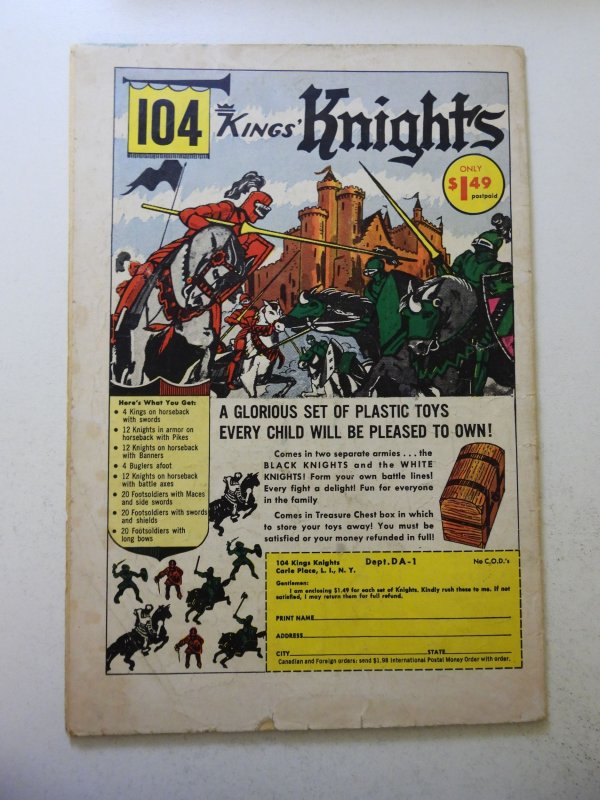 104
KINGS' Knights
ONLY
$1.49
postpaid
Here's What You Get:
• 4 Kings on horseback
with swords
• 12 Knights in armor on
horseback with Pikes
• 12 Knights on horseback
with Banners
• 4 Buglers afoot
• 12 Knights on horseback
with battle axes
• 20 Footsoldiers with Maces
and side swords
• 20 Footsoldiers with swords
and shields
• 20 Footsoldiers with
long bows
A GLORIOUS SET OF PLASTIC TOYS
EVERY CHILD WILL BE PLEASED TO OWN!
Comes in two separate armies . . . the
BLACK KNIGHTS and the WHITE
KNIGHTS! Form your own battle lines!
Every fight a delight! Fun for everyone
in the family
Comes in Treasure Chest box in which
to store your toys away! You must be
satisfied or your money refunded in full!
104 Kings Knights Dept. DA-1 No C.O.D.'s
Carle Place, L. I., N. Y.
Gentlemen:
I am enclosing $1.49 for each set of Knights. Kindly rush these to me. If not
satisfied, I may return them for full refund.
PRINT NAME
ADDRESS
CITY STATE
Canadian and Foreign orders: send $1.98 International Postal Money Order with order.